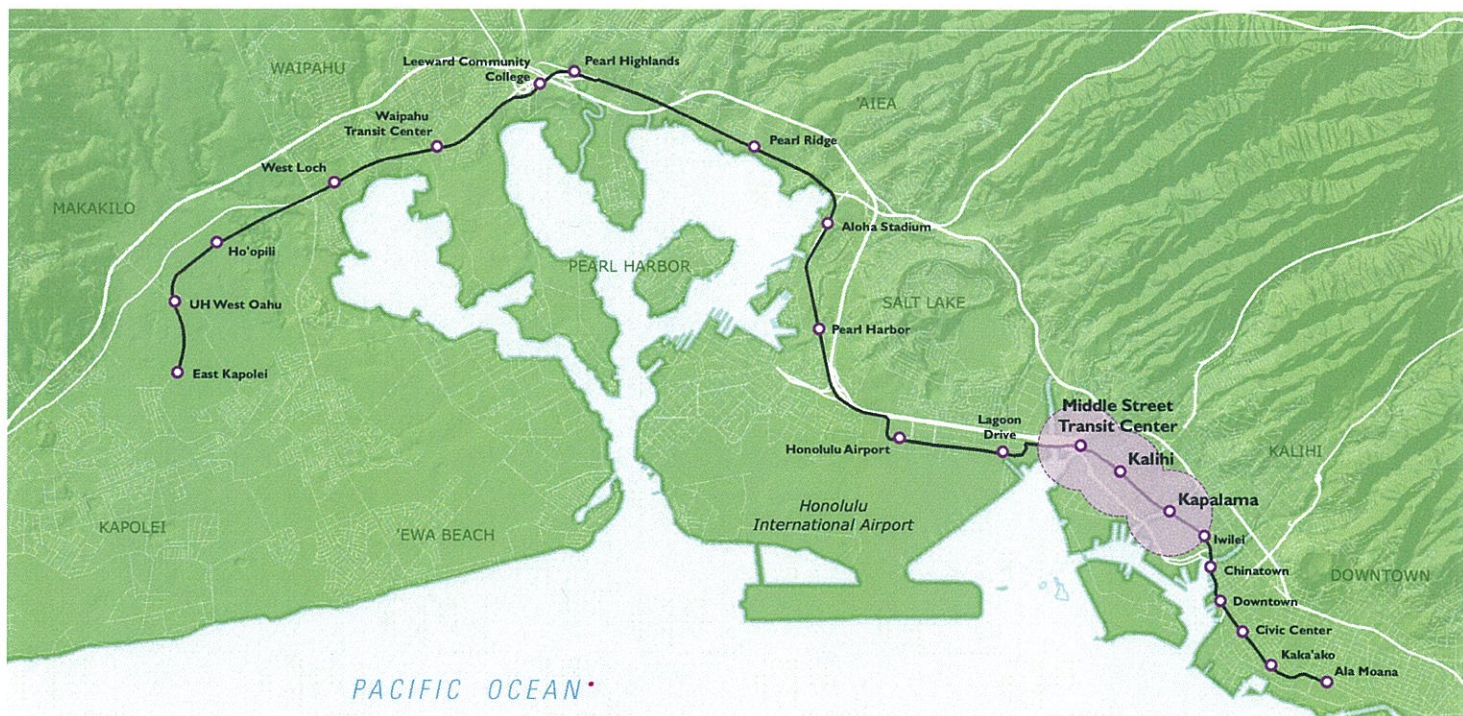 WAIPAHU
Leeward Community
College
Pearl Highlands
'AIEA
Waipahu
Transit Center
Pearl Ridge
West Loch
MAKAKILO
Aloha Stadium
Ho'opili
PEARL HARBOR
SALT LAKE
UH West Oahu
Pearl Harbor
East Kapolei
Middle Street
Transit Center
Lagoon
Drive
Honolulu Airport
Kalihi
KALIHI
Kapalama
Honolulu
International Airport
KAPOLEI
'EWA BEACH
Iwilei
Chinatown
DOWNTOWN
Downtown
Civic Center
Kaka'ako
Ala Moana
PACIFIC OCEAN